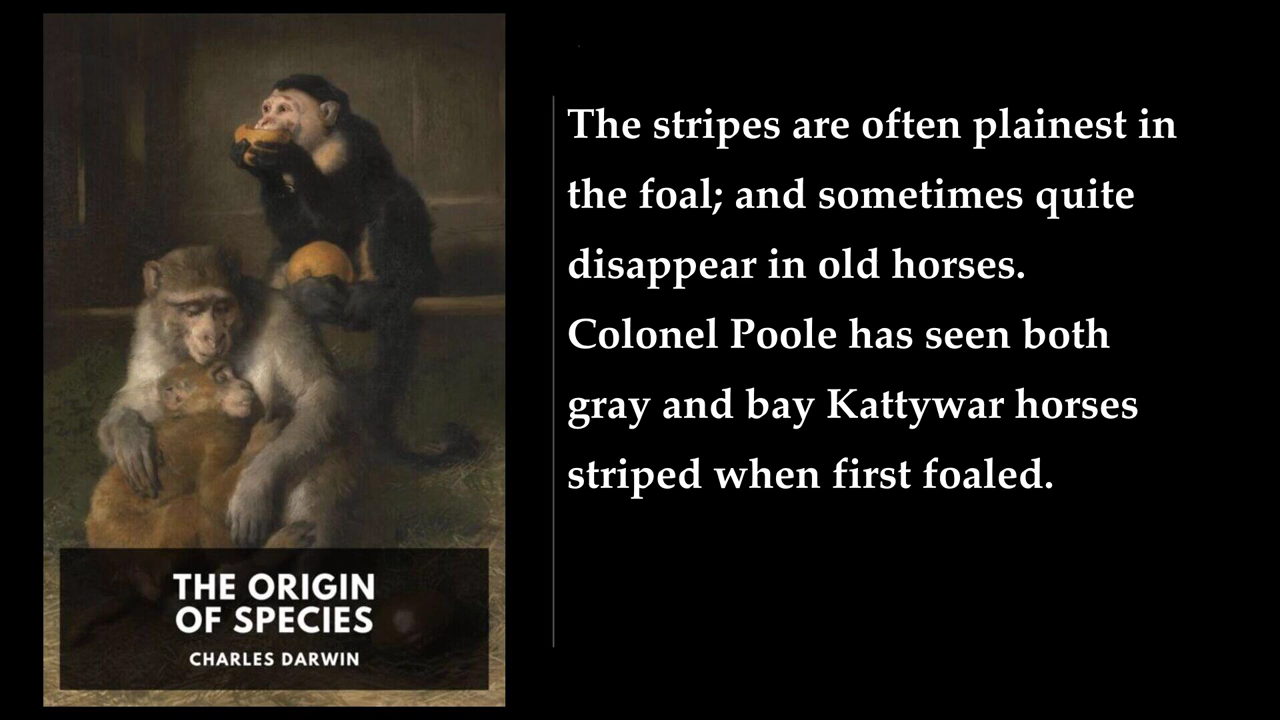 The stripes are often plainest in
the foal; and sometimes quite
disappear in old horses.
Colonel Poole has seen both
gray and bay Kattywar horses
striped when first foaled.
THE ORIGIN
OF SPECIES
CHARLES DARWIN